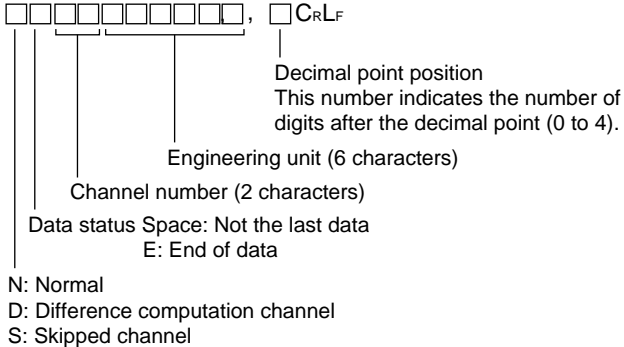 □□□□□□□□□□, □CRLF
Decimal point position
This number indicates the number of
digits after the decimal point (0 to 4).
Engineering unit (6 characters)
Channel number (2 characters)
Data status Space: Not the last data
E: End of data
N: Normal
D: Difference computation channel
S: Skipped channel